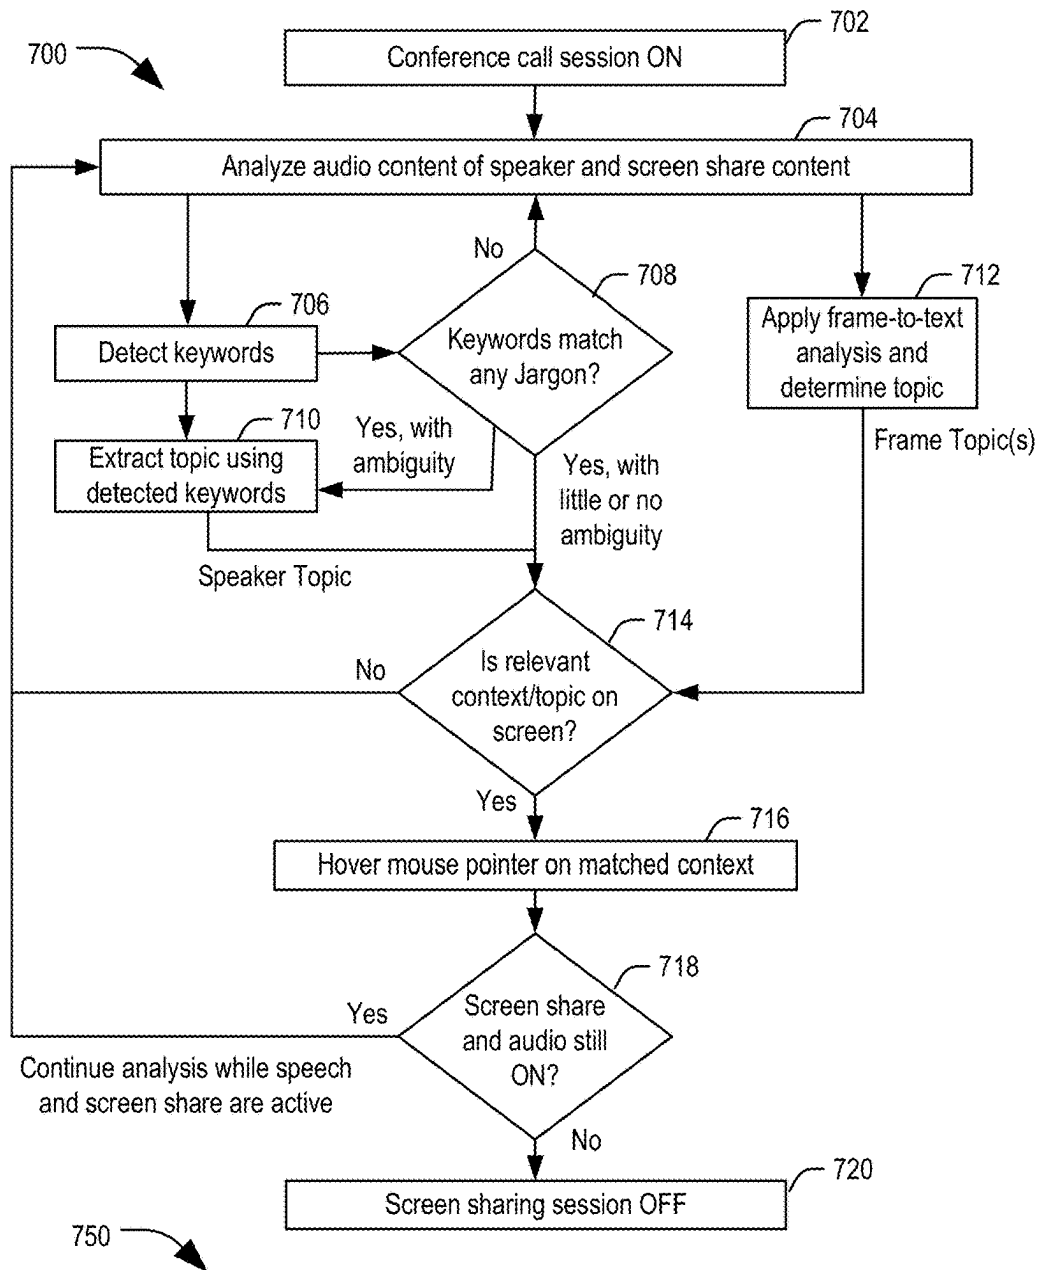 700
702
Conference call session ON
704
Analyze audio content of speaker and screen share content
No
708
706
712
Detect keywords
Keywords match
any Jargon?
Apply frame-to-text
analysis and
determine topic
710
Extract topic using
detected keywords
Yes, with
ambiguity
Yes, with
little or no
ambiguity
Frame Topic(s)
Speaker Topic
714
No
Is relevant
context/topic on
screen?
Yes
716
Hover mouse pointer on matched context
718
Yes
Screen share
and audio still
ON?
Continue analysis while speech
and screen share are active
No
720
Screen sharing session OFF
750